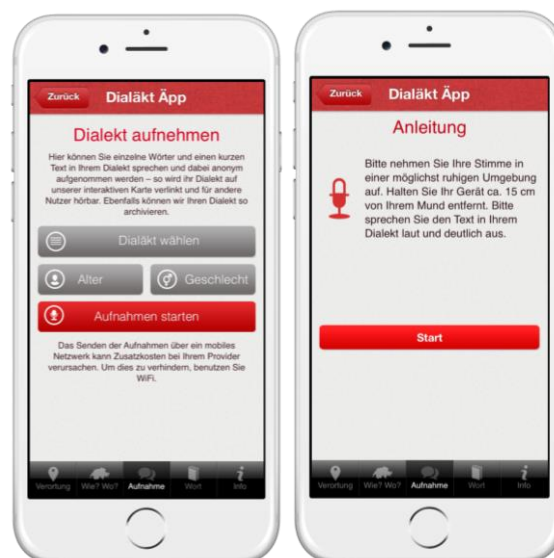 Zurück Dialäkt Äpp
Dialekt aufnehmen
Hier können Sie einzelne Wörter und einen kurzen
Text in Ihrem Dialekt sprechen und dabei anonym
aufgenommen werden – so wird ihr Dialekt auf
unserer interaktiven Karte verlinkt und für andere
Nutzer hörbar. Ebenfalls können wir Ihren Dialekt so
archivieren.
Dialäkt wählen
Alter Geschlecht
Aufnahmen starten
Das Senden der Aufnahmen über ein mobiles
Netzwerk kann Zusatzkosten bei Ihrem Provider
verursachen. Um dies zu verhindern, benutzen Sie
WiFi.
Verortung Wie? Wo? Aufnahme Wort Info
Zurück Dialäkt Äpp
Anleitung
Bitte nehmen Sie Ihre Stimme in
einer möglichst ruhigen Umgebung
auf. Halten Sie Ihr Gerät ca. 15 cm
von Ihrem Mund entfernt. Bitte
sprechen Sie den Text in Ihrem
Dialekt laut und deutlich aus.
Start
Verortung Wie? Wo? Aufnahme Wort Info